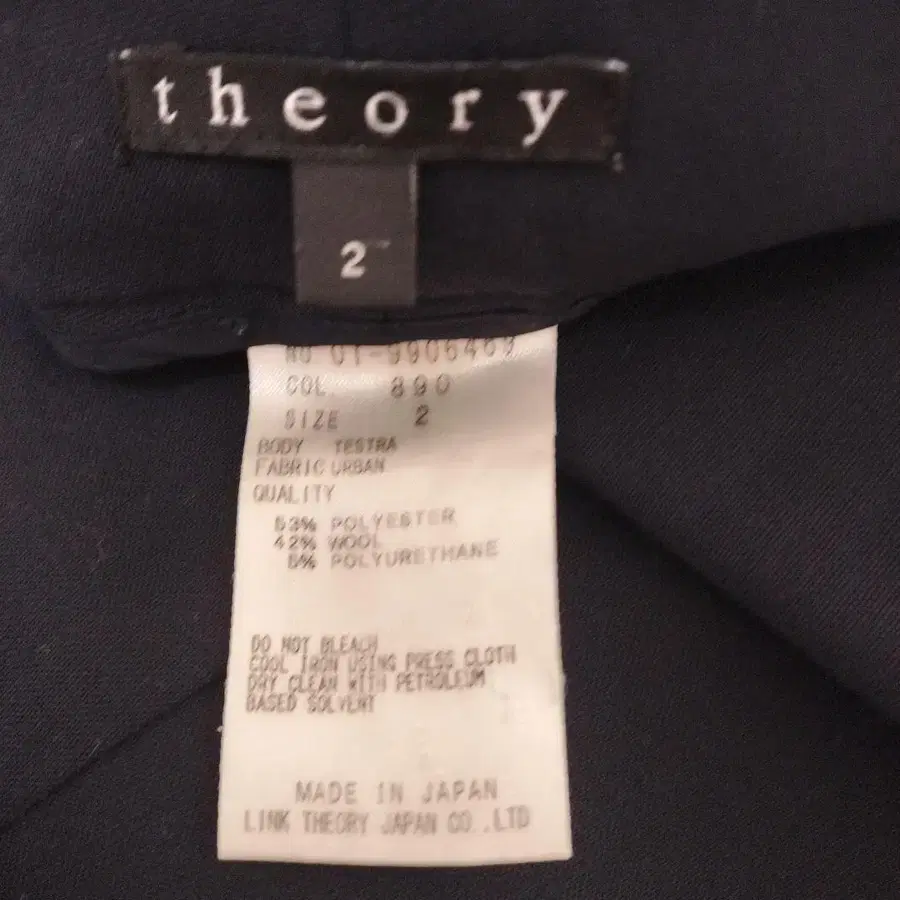 theory
2
NO 01-9906469
COL 890
SIZE 2
BODY TESTRA
FABRIC URBAN
QUALITY
53% POLYESTER
42% WOOL
5% POLYURETHANE
DO NOT BLEACH
COOL IRON USING PRESS CLOTH
DRY CLEAN WITH PETROLEUM
BASED SOLVENT
MADE IN JAPAN
LINK THEORY JAPAN CO.,LTD